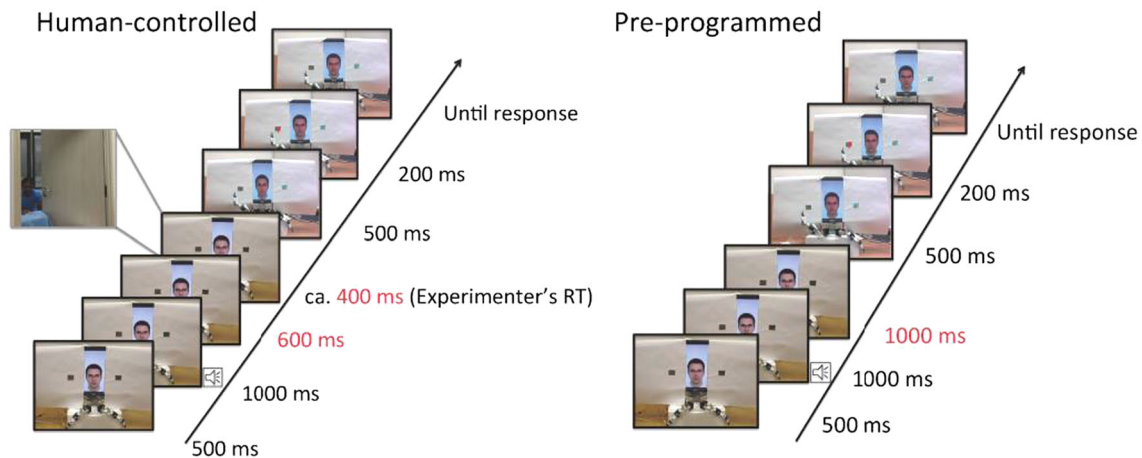 Human-controlled
Until response
200 ms
500 ms
ca. 400 ms (Experimenter's RT)
600 ms
1000 ms
500 ms
Pre-programmed
Until response
200 ms
500 ms
1000 ms
1000 ms
500 ms